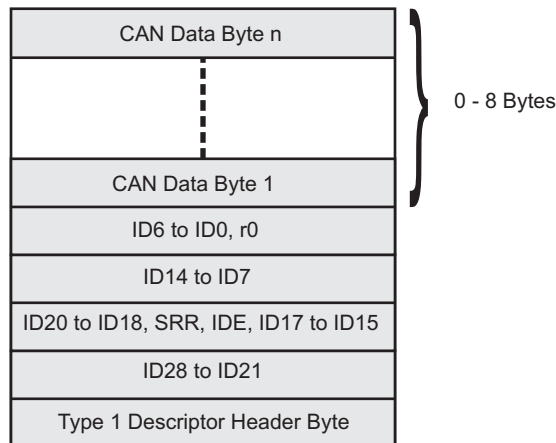 CAN Data Byte n
0 - 8 Bytes
CAN Data Byte 1
ID6 to ID0, r0
ID14 to ID7
ID20 to ID18, SRR, IDE, ID17 to ID15
ID28 to ID21
Type 1 Descriptor Header Byte